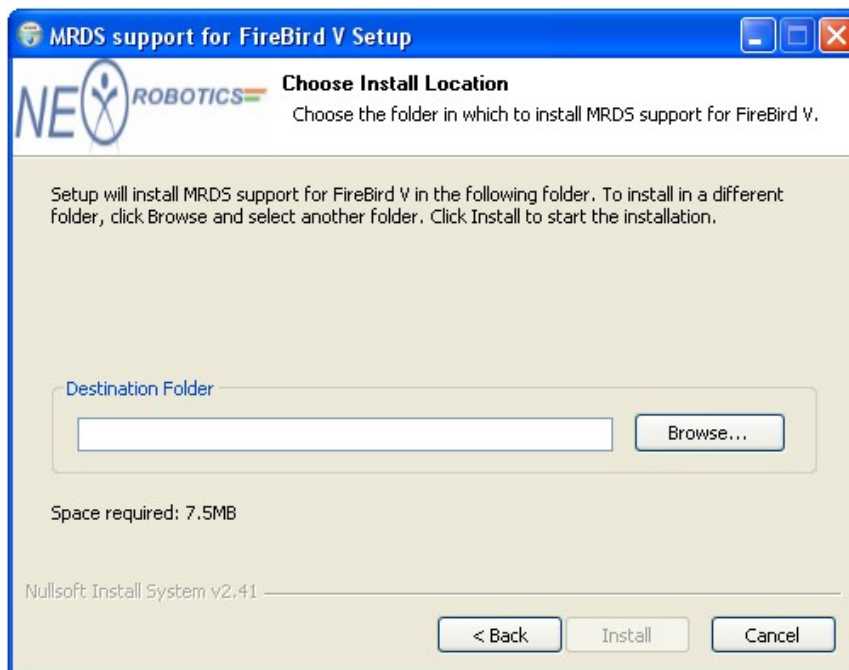 MRDS support for FireBird V Setup
NEX ROBOTICS
Choose Install Location
Choose the folder in which to install MRDS support for FireBird V.
Setup will install MRDS support for FireBird V in the following folder. To install in a different
folder, click Browse and select another folder. Click Install to start the installation.
Destination Folder
Browse...
Space required: 7.5MB
Nullsoft Install System v2.41
< Back
Install
Cancel